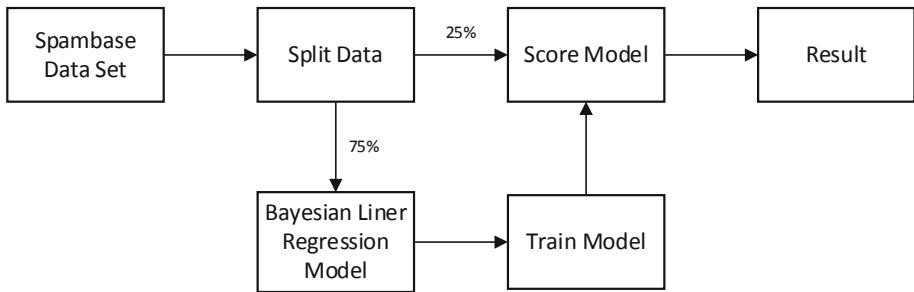 Spambase
Data Set
Split Data
25%
Score Model
Result
75%
Bayesian Liner
Regression
Model
Train Model